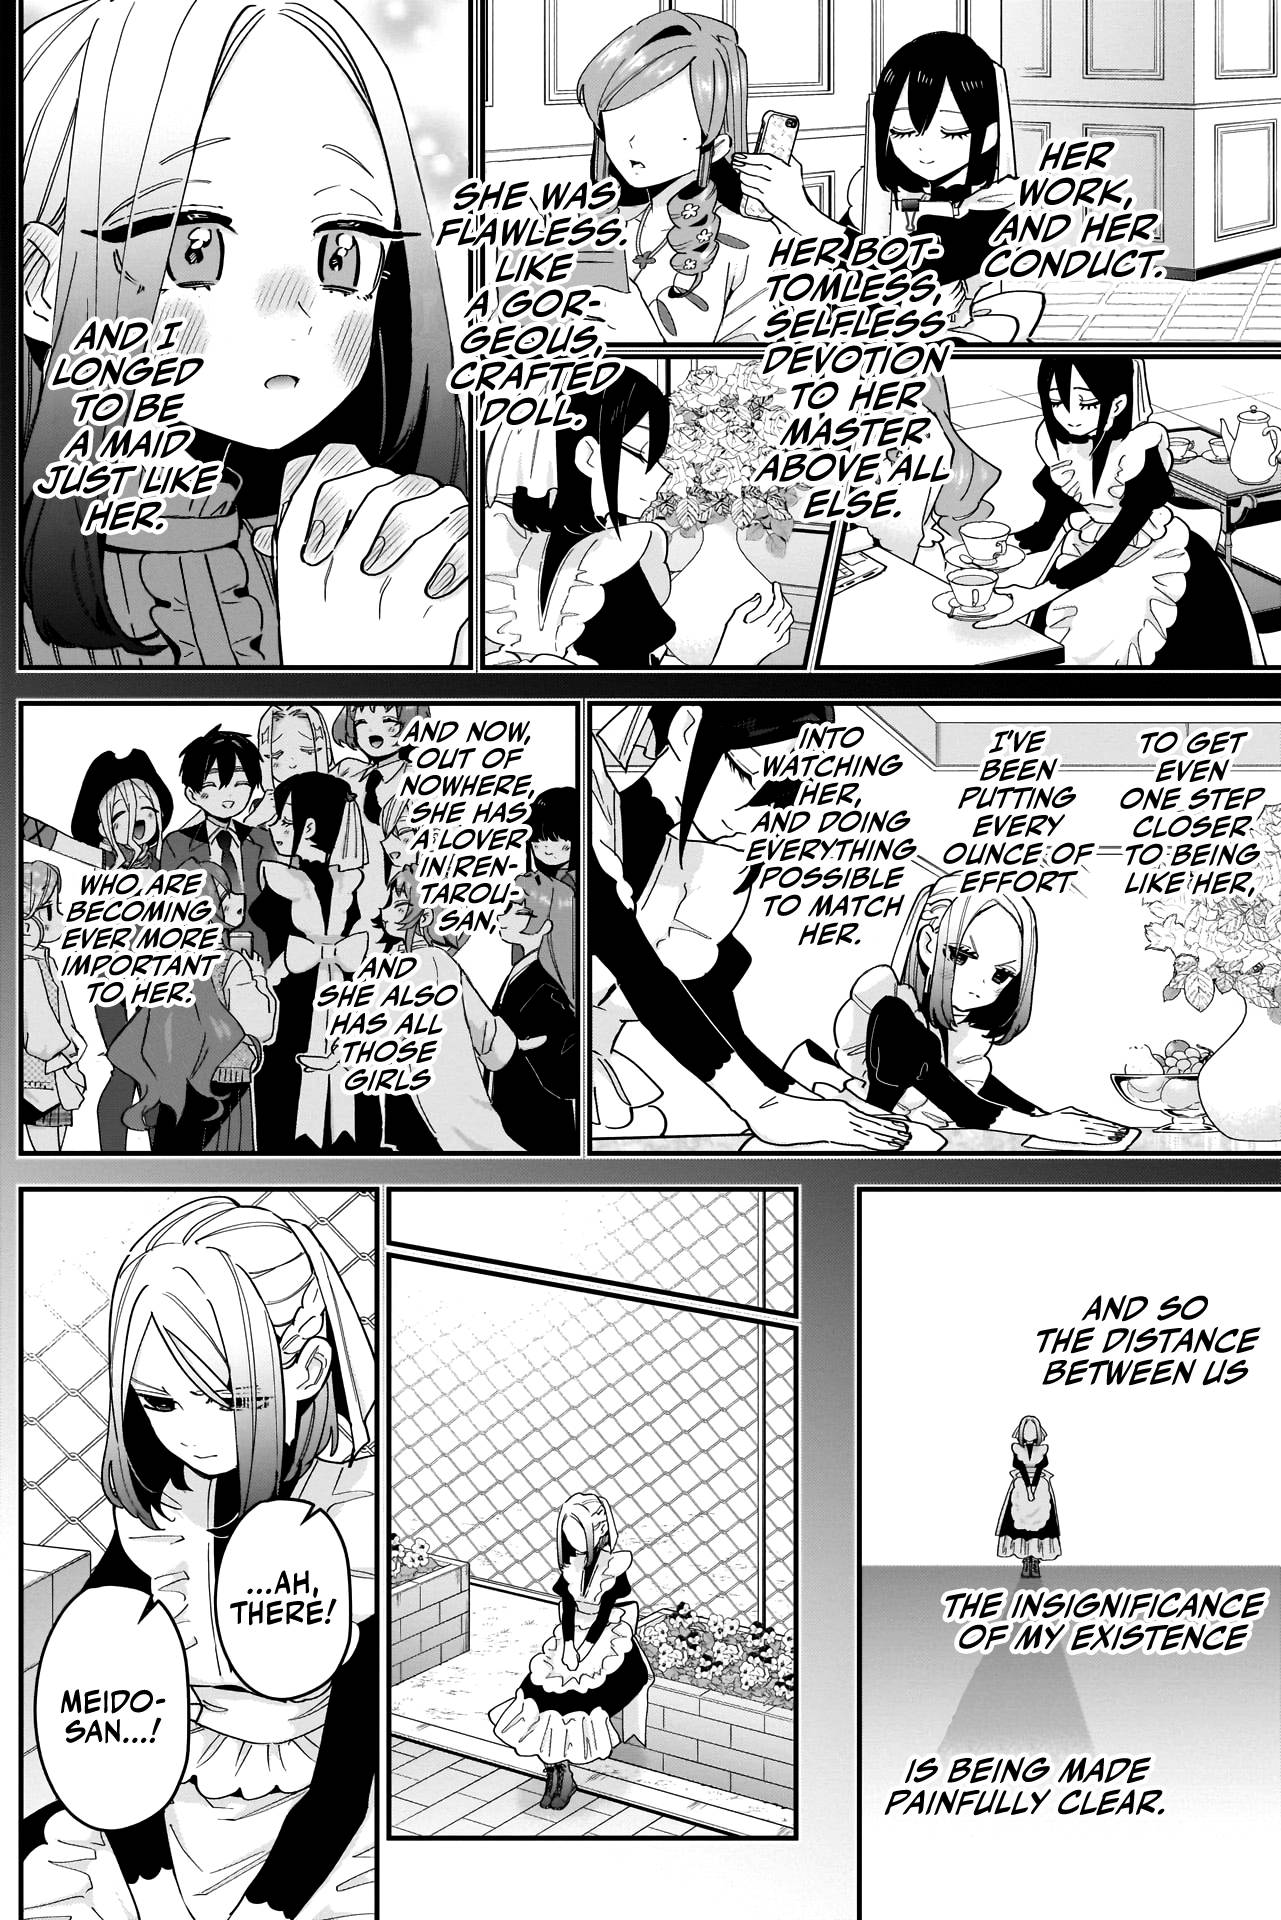 HER
WORK,
AND HER
CONDUCT.
SHE WAS
FLAWLESS.
LIKE
A GOR-
GEOUS,
CRAFTED
DOLL.
HER BOT-
TOMLESS,
SELFLESS
DEVOTION
TO HER
MASTER
ABOVE ALL
ELSE.
AND I
LONGED
TO BE
A MAID
JUST LIKE
HER.
TO GET
EVEN
ONE STEP
CLOSER
TO BEING
LIKE HER,
I'VE
BEEN
PUTTING
EVERY
OUNCE OF
EFFORT
INTO
WATCHING
HER,
AND DOING
EVERYTHING
POSSIBLE
TO MATCH
HER.
AND NOW,
OUT OF
NOWHERE,
SHE HAS
A LOVER
IN REN-
TAROU-
SAN,
AND
SHE ALSO
HAS ALL
THOSE
GIRLS
WHO ARE
BECOMING
EVER MORE
IMPORTANT
TO HER.
AND SO
THE DISTANCE
BETWEEN US
THE INSIGNIFICANCE
OF MY EXISTENCE
IS BEING MADE
PAINFULLY CLEAR.
...AH,
THERE!
MEIDO-
SAN...!